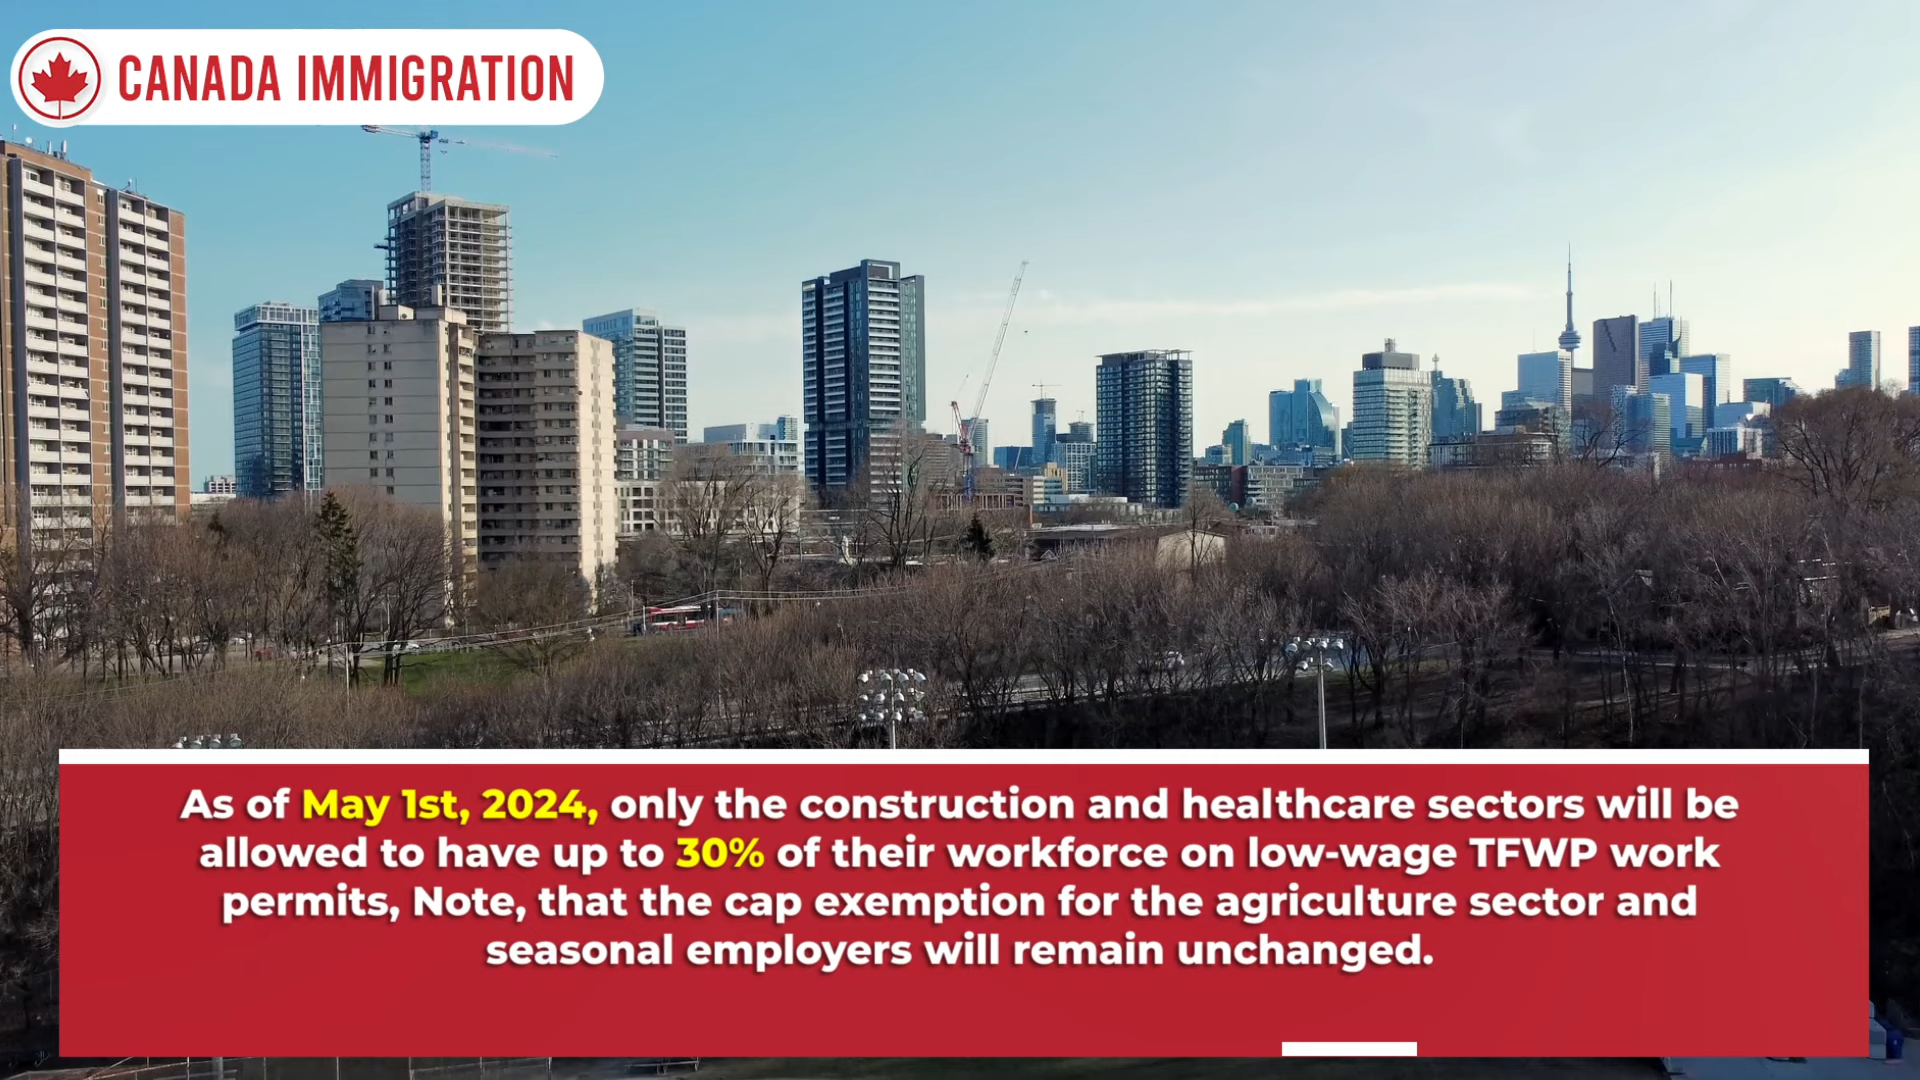 CANADA IMMIGRATION
As of May 1st, 2024, only the construction and healthcare sectors will be
allowed to have up to 30% of their workforce on low-wage TFWP work
permits, Note, that the cap exemption for the agriculture sector and
seasonal employers will remain unchanged.